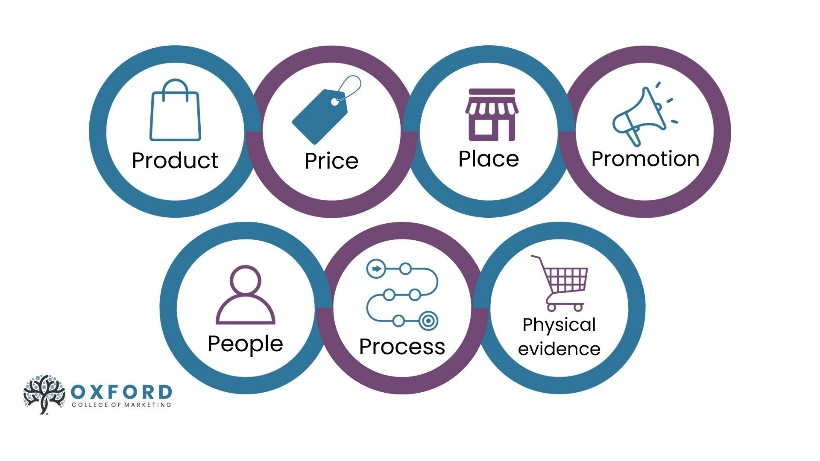 Product
Price
Place
Promotion
People
Process
Physical
evidence
OXFORD
COLLEGE OF MARKETING